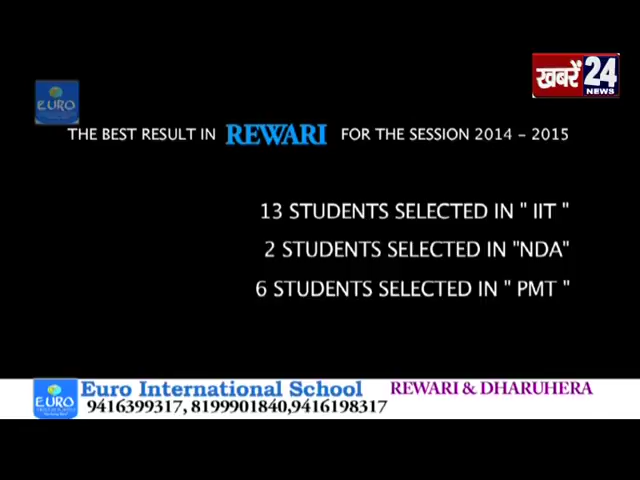 खबरें 24
NEWS
EURO
THE BEST RESULT IN REWARI FOR THE SESSION 2014 - 2015
13 STUDENTS SELECTED IN " IIT "
2 STUDENTS SELECTED IN "NDA"
6 STUDENTS SELECTED IN " PMT "
EURO
Euro International School REWARI & DHARUHERA
9416399317, 8199901840,9416198317